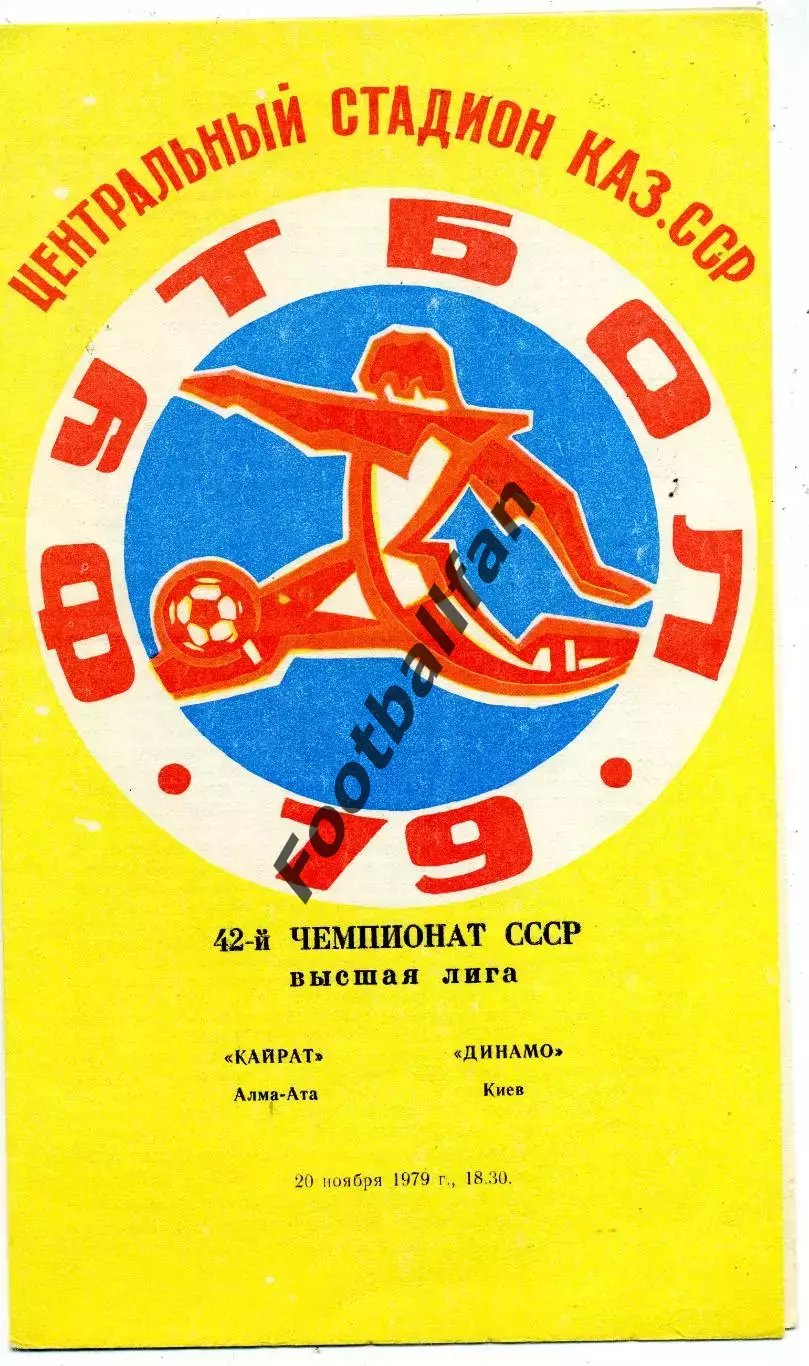 ЦЕНТРАЛЬНЫЙ СТАДИОН КАЗ.ССР
ФУТБОЛ
• 79 •
Footballfan
42-й ЧЕМПИОНАТ СССР
высшая лига
«КАЙРАТ» «ДИНАМО»
Алма-Ата Киев
20 ноября 1979 г., 18.30.